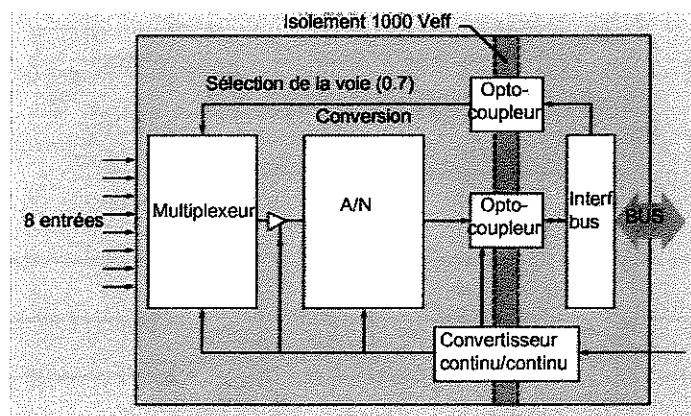 Isolement 1000 Veff
Sélection de la voie (0.7)
Opto-
coupleur
Conversion
8 entrées
Multiplexeur
A/N
Opto-
coupleur
Interf.
bus
BUS
Convertisseur
continu/continu